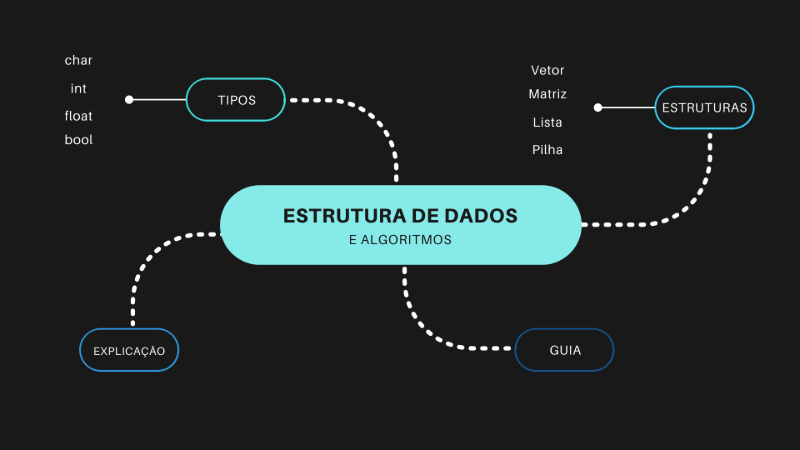 char
int
float
bool
TIPOS
Vetor
Matriz
Lista
Pilha
ESTRUTURAS
ESTRUTURA DE DADOS
E ALGORITMOS
EXPLICAÇÃO
GUIA